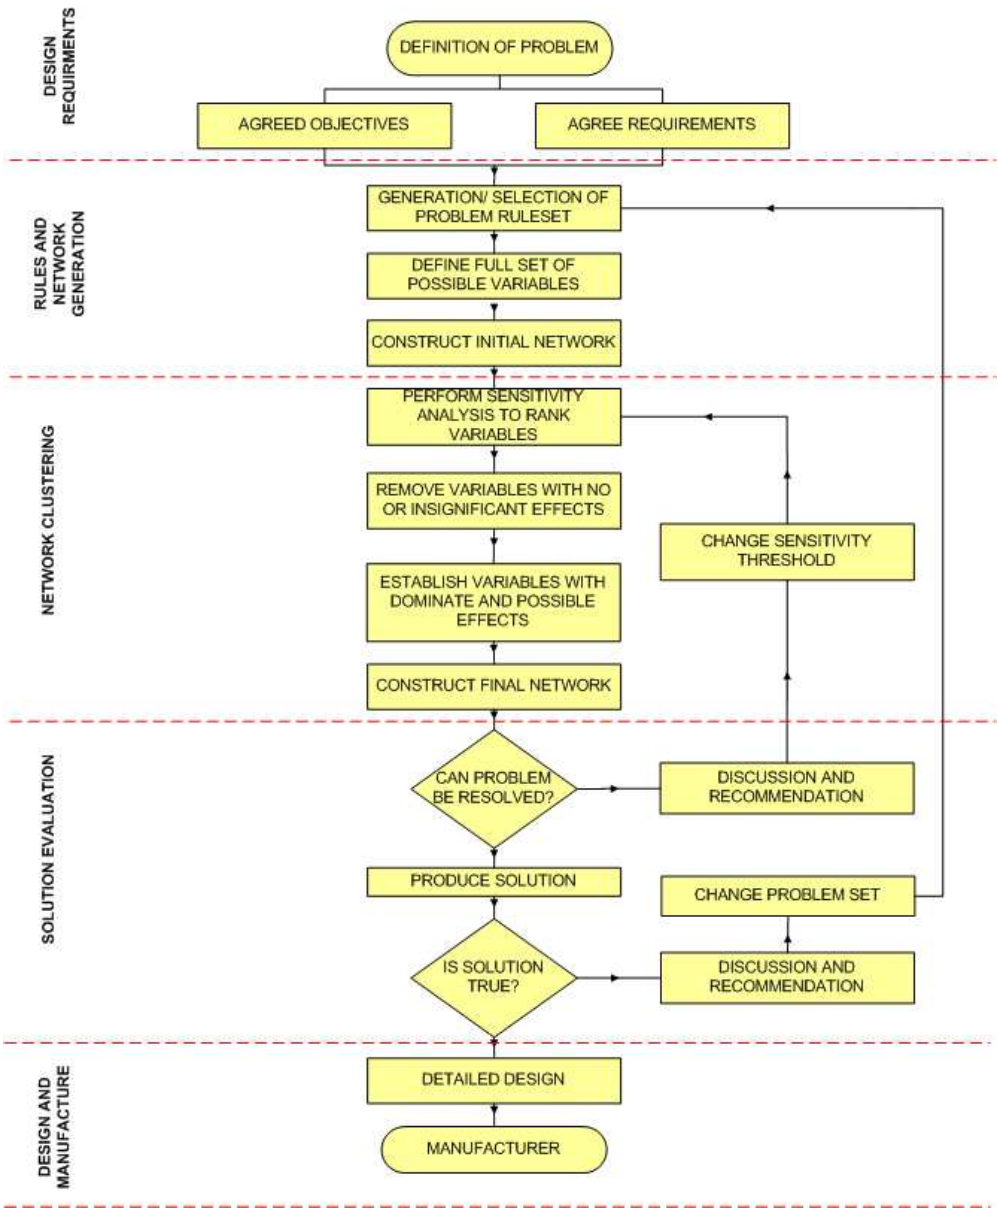 DESIGN
REQUIRMENTS
DEFINITION OF PROBLEM
AGREED OBJECTIVES
AGREE REQUIREMENTS
RULES AND
NETWORK
GENERATION
GENERATION/ SELECTION OF
PROBLEM RULESET
DEFINE FULL SET OF
POSSIBLE VARIABLES
CONSTRUCT INITIAL NETWORK
NETWORK CLUSTERING
PERFORM SENSITIVITY
ANALYSIS TO RANK
VARIABLES
REMOVE VARIABLES WITH NO
OR INSIGNIFICANT EFFECTS
CHANGE SENSITIVITY
THRESHOLD
ESTABLISH VARIABLES WITH
DOMINATE AND POSSIBLE
EFFECTS
CONSTRUCT FINAL NETWORK
SOLUTION EVALUATION
CAN PROBLEM
BE RESOLVED?
DISCUSSION AND
RECOMMENDATION
PRODUCE SOLUTION
CHANGE PROBLEM SET
IS SOLUTION
TRUE?
DISCUSSION AND
RECOMMENDATION
DESIGN AND
MANUFACTURE
DETAILED DESIGN
MANUFACTURER